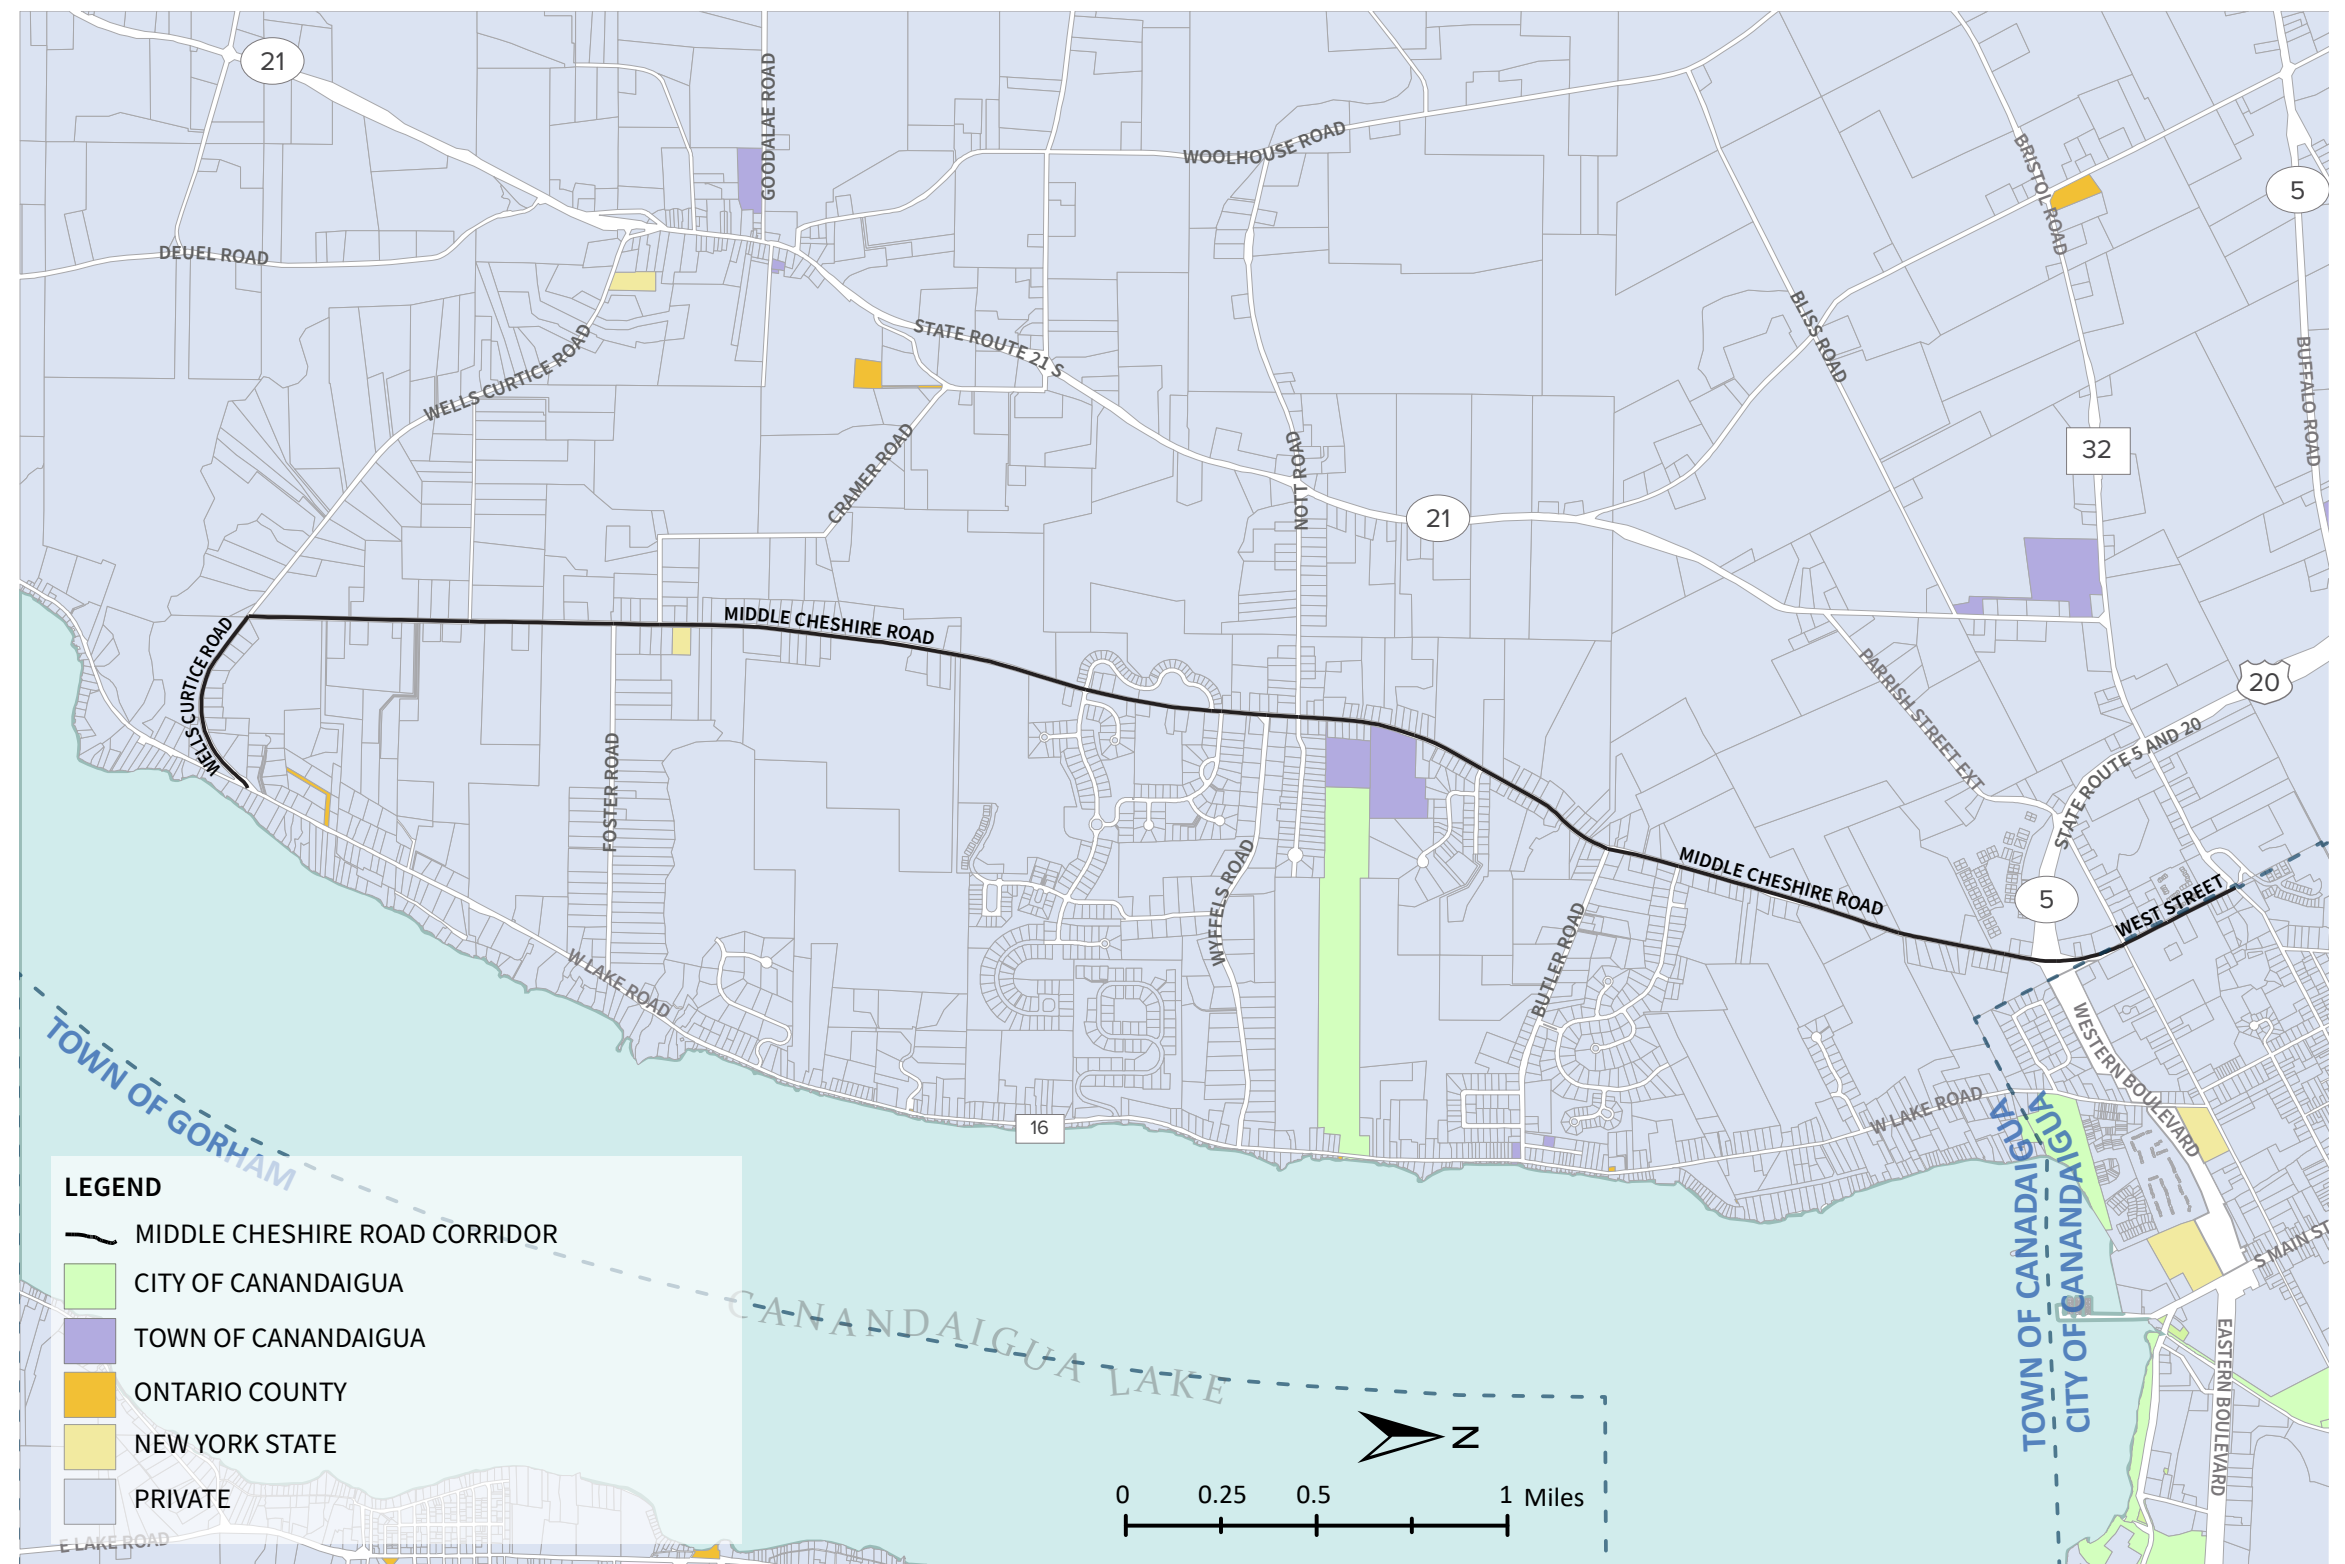 21
GOODALAE ROAD
WOOLHOUSE ROAD
BRISTOL ROAD
5
DEUEL ROAD
STATE ROUTE 21 S
BLISS ROAD
BUFFALO ROAD
WELLS CURTICE ROAD
CRAMER ROAD
NOTT ROAD
32
21
MIDDLE CHESHIRE ROAD
WELLS CURTICE ROAD
PARRISH STREET EXT
20
STATE ROUTE 5 AND 20
FOSTER ROAD
WYFFELS ROAD
MIDDLE CHESHIRE ROAD
5
WEST STREET
BUTLER ROAD
W LAKE ROAD
WESTERN BOULEVARD
TOWN OF GORHAM
16
W LAKE ROAD
TOWN OF CANADAIGUA
CITY OF CANANDAIGUA
S MAIN ST
EASTERN BOULEVARD
CANANDAIGUA LAKE
LEGEND
MIDDLE CHESHIRE ROAD CORRIDOR
CITY OF CANANDAIGUA
TOWN OF CANANDAIGUA
ONTARIO COUNTY
NEW YORK STATE
PRIVATE
E LAKE ROAD
N
0 0.25 0.5 1 Miles